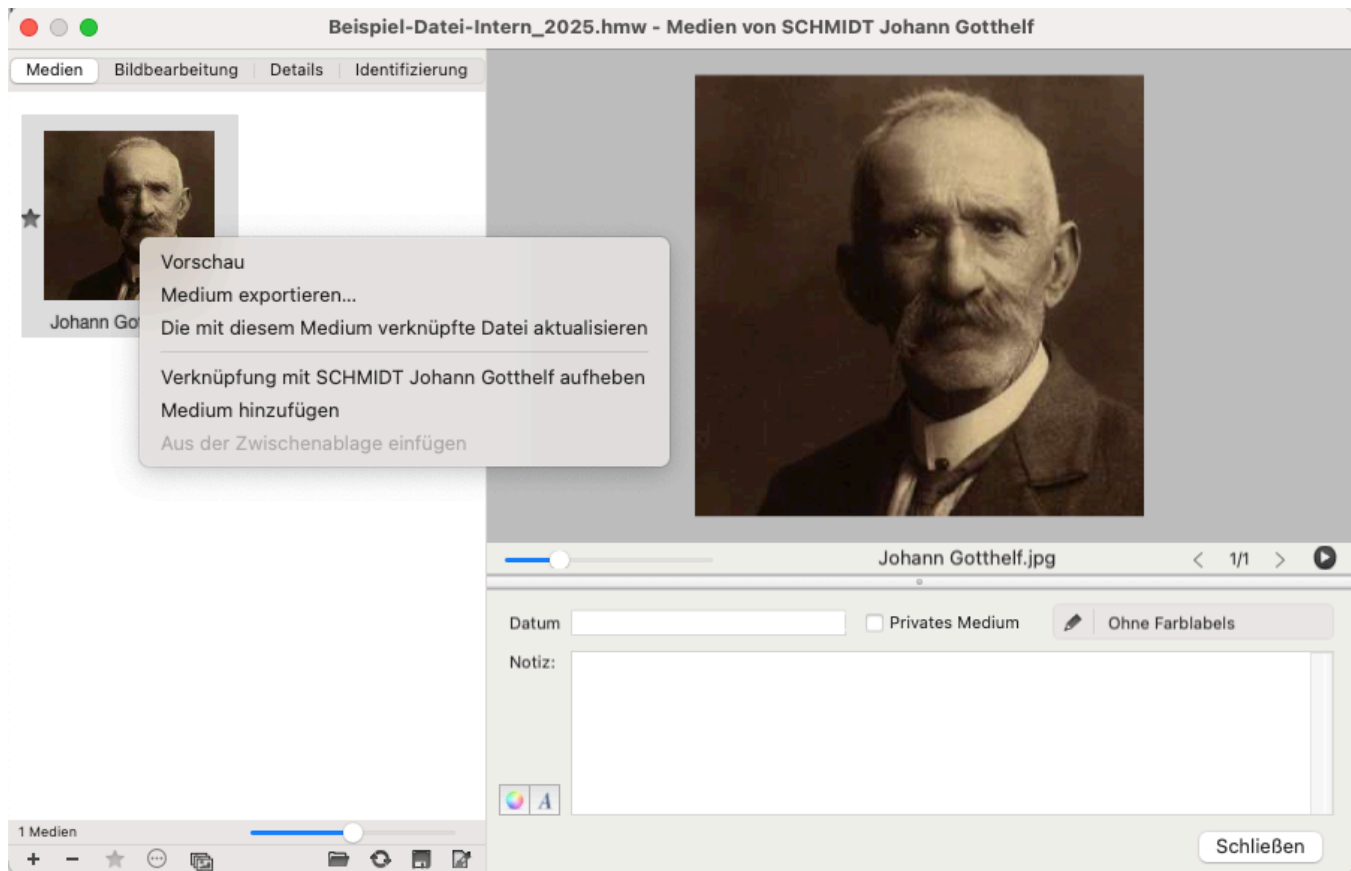 Beispiel-Datei-Intern_2025.hmw - Medien von SCHMIDT Johann Gotthelf
Medien Bildbearbeitung Details Identifizierung
Johann Go
Vorschau
Medium exportieren...
Die mit diesem Medium verknüpfte Datei aktualisieren
Verknüpfung mit SCHMIDT Johann Gotthelf aufheben
Medium hinzufügen
Aus der Zwischenablage einfügen
Johann Gotthelf.jpg < 1/1 >
Datum Privates Medium Ohne Farblabels
Notiz:
A
1 Medien
Schließen